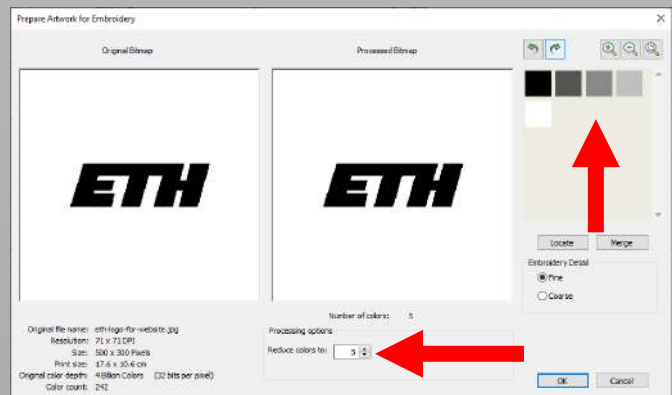 Prepare Artwork for Embroidery
Original Bitmap
Processed Bitmap
ETH
ETH
Locate
Merge
Embroidery Detail
Fine
Coarse
Number of colors: 5
Processing options
Reduce colors to: 5
Original file name: eth-logo-for-website.jpg
Resolution: 71 x 71 DPI
Size: 500 x 300 Pixels
Print size: 17.6 x 10.6 cm
Original color depth: 4 Billion Colors (32 bits per pixel)
Color count: 242
OK
Cancel